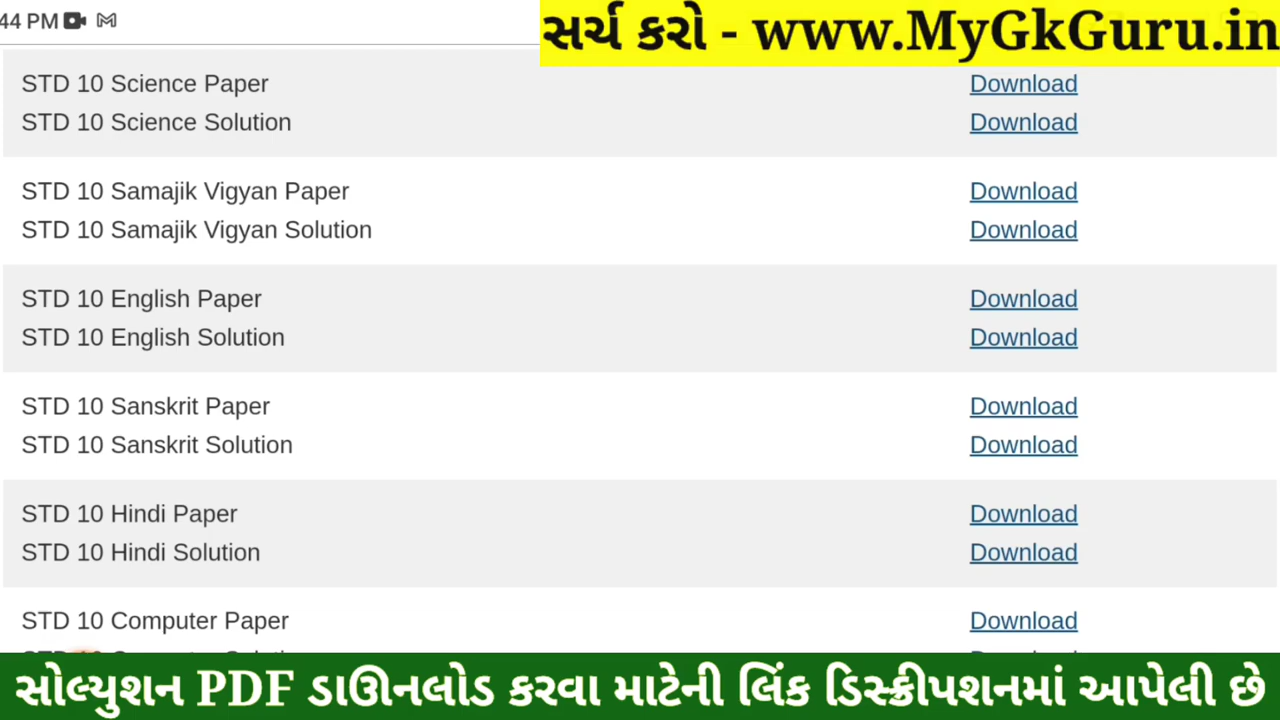 44 PM
સર્ચ કરો - www.MyGkGuru.in
STD 10 Science Paper Download
STD 10 Science Solution Download
STD 10 Samajik Vigyan Paper Download
STD 10 Samajik Vigyan Solution Download
STD 10 English Paper Download
STD 10 English Solution Download
STD 10 Sanskrit Paper Download
STD 10 Sanskrit Solution Download
STD 10 Hindi Paper Download
STD 10 Hindi Solution Download
STD 10 Computer Paper Download
સોલ્યુશન PDF ડાઊનલોડ કરવા માટેની લિંક ડિસ્ક્રીપશનમાં આપેલી છે